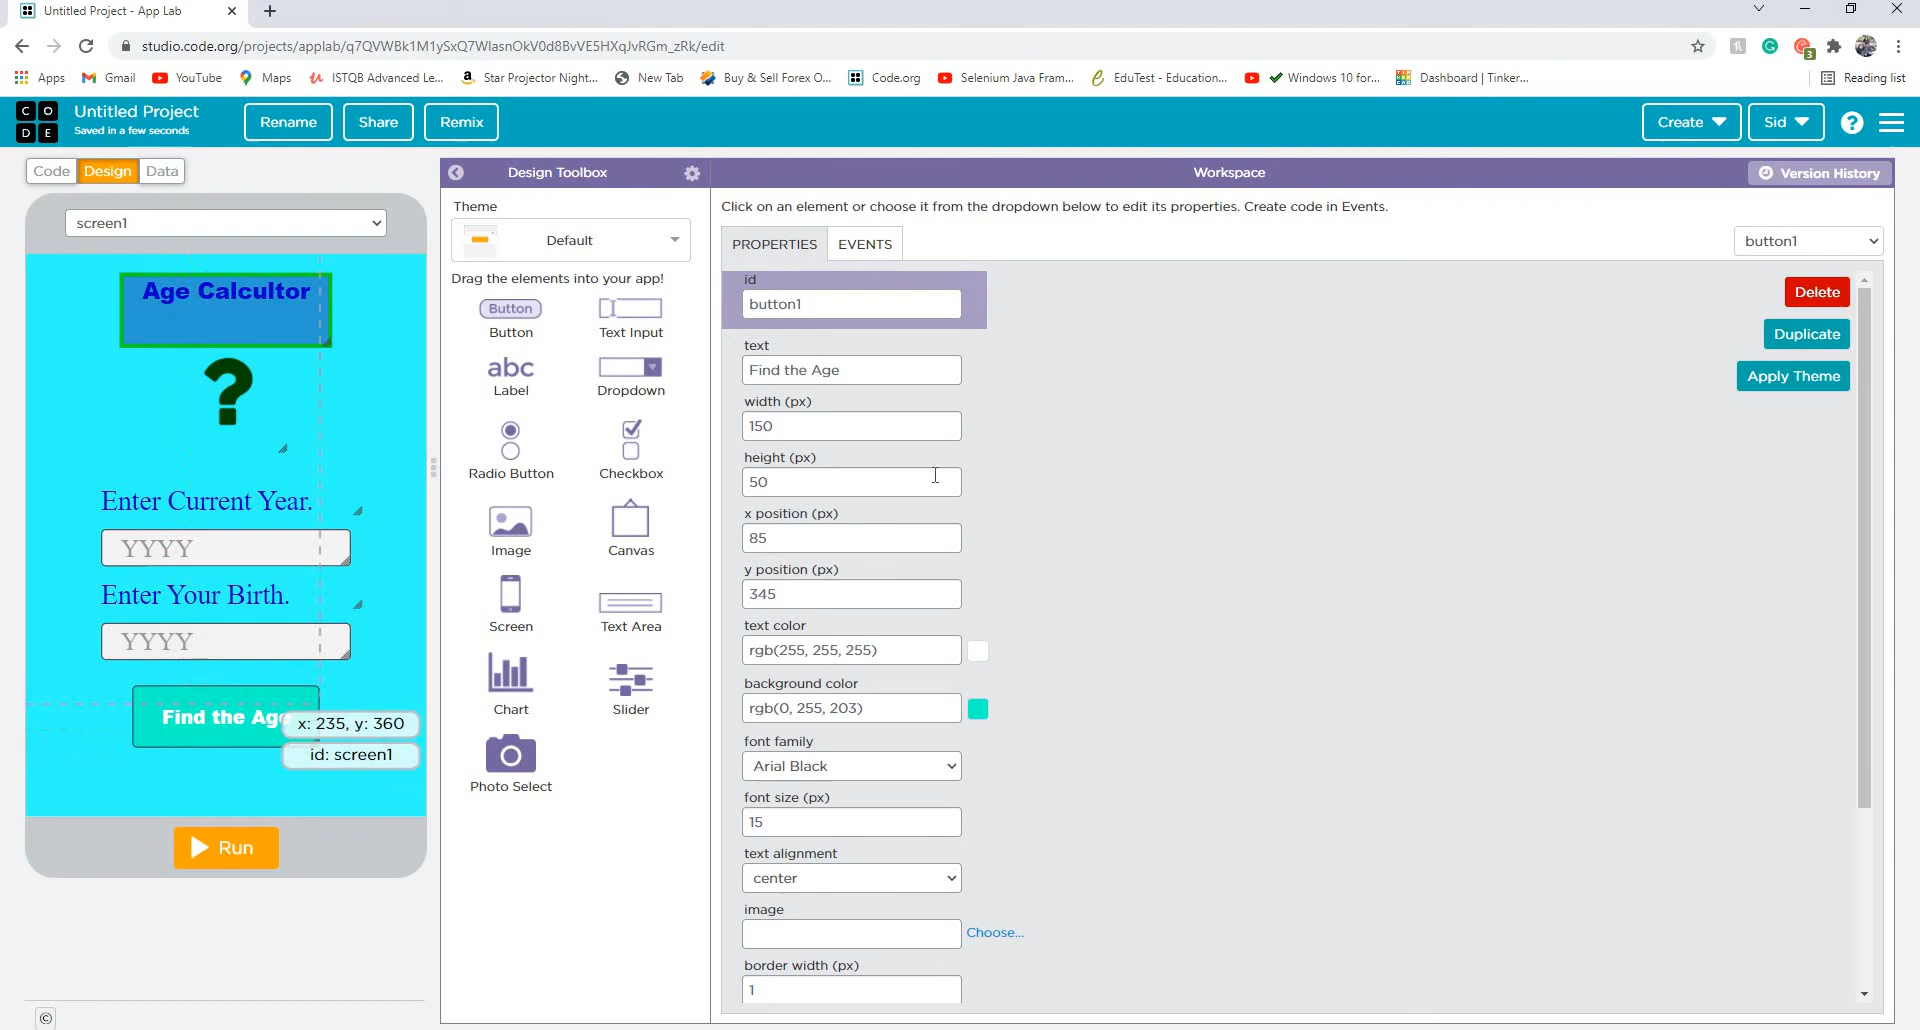 Untitled Project - App Lab
studio.code.org/projects/applab/q7QVWBk1M1ySxQ7WlasnOkV0d8BvVE5HXqJvRGm_zRk/edit
3
Apps
Gmail
YouTube
Maps
ISTQB Advanced Le...
Star Projector Night...
New Tab
Buy & Sell Forex O...
Code.org
Selenium Java Fram...
EduTest - Education...
Windows 10 for...
Dashboard | Tinker...
Reading list
C O
D E
Untitled Project
Saved in a few seconds
Rename
Share
Remix
Create
Sid
?
Code
Design
Data
screen1
Age Calcultor
?
Enter Current Year.
YYYY
Enter Your Birth.
YYYY
Find the Age
x: 235, y: 360
id: screen1
Run
©
Design Toolbox
Theme
Default
Drag the elements into your app!
Button
Button
Text Input
abc
Label
Dropdown
Radio Button
Checkbox
Image
Canvas
Screen
Text Area
Chart
Slider
Photo Select
Workspace
Version History
Click on an element or choose it from the dropdown below to edit its properties. Create code in Events.
PROPERTIES
EVENTS
button1
id
button1
Delete
Duplicate
Apply Theme
text
Find the Age
width (px)
150
height (px)
50
x position (px)
85
y position (px)
345
text color
rgb(255, 255, 255)
background color
rgb(0, 255, 203)
font family
Arial Black
font size (px)
15
text alignment
center
image
Choose...
border width (px)
1